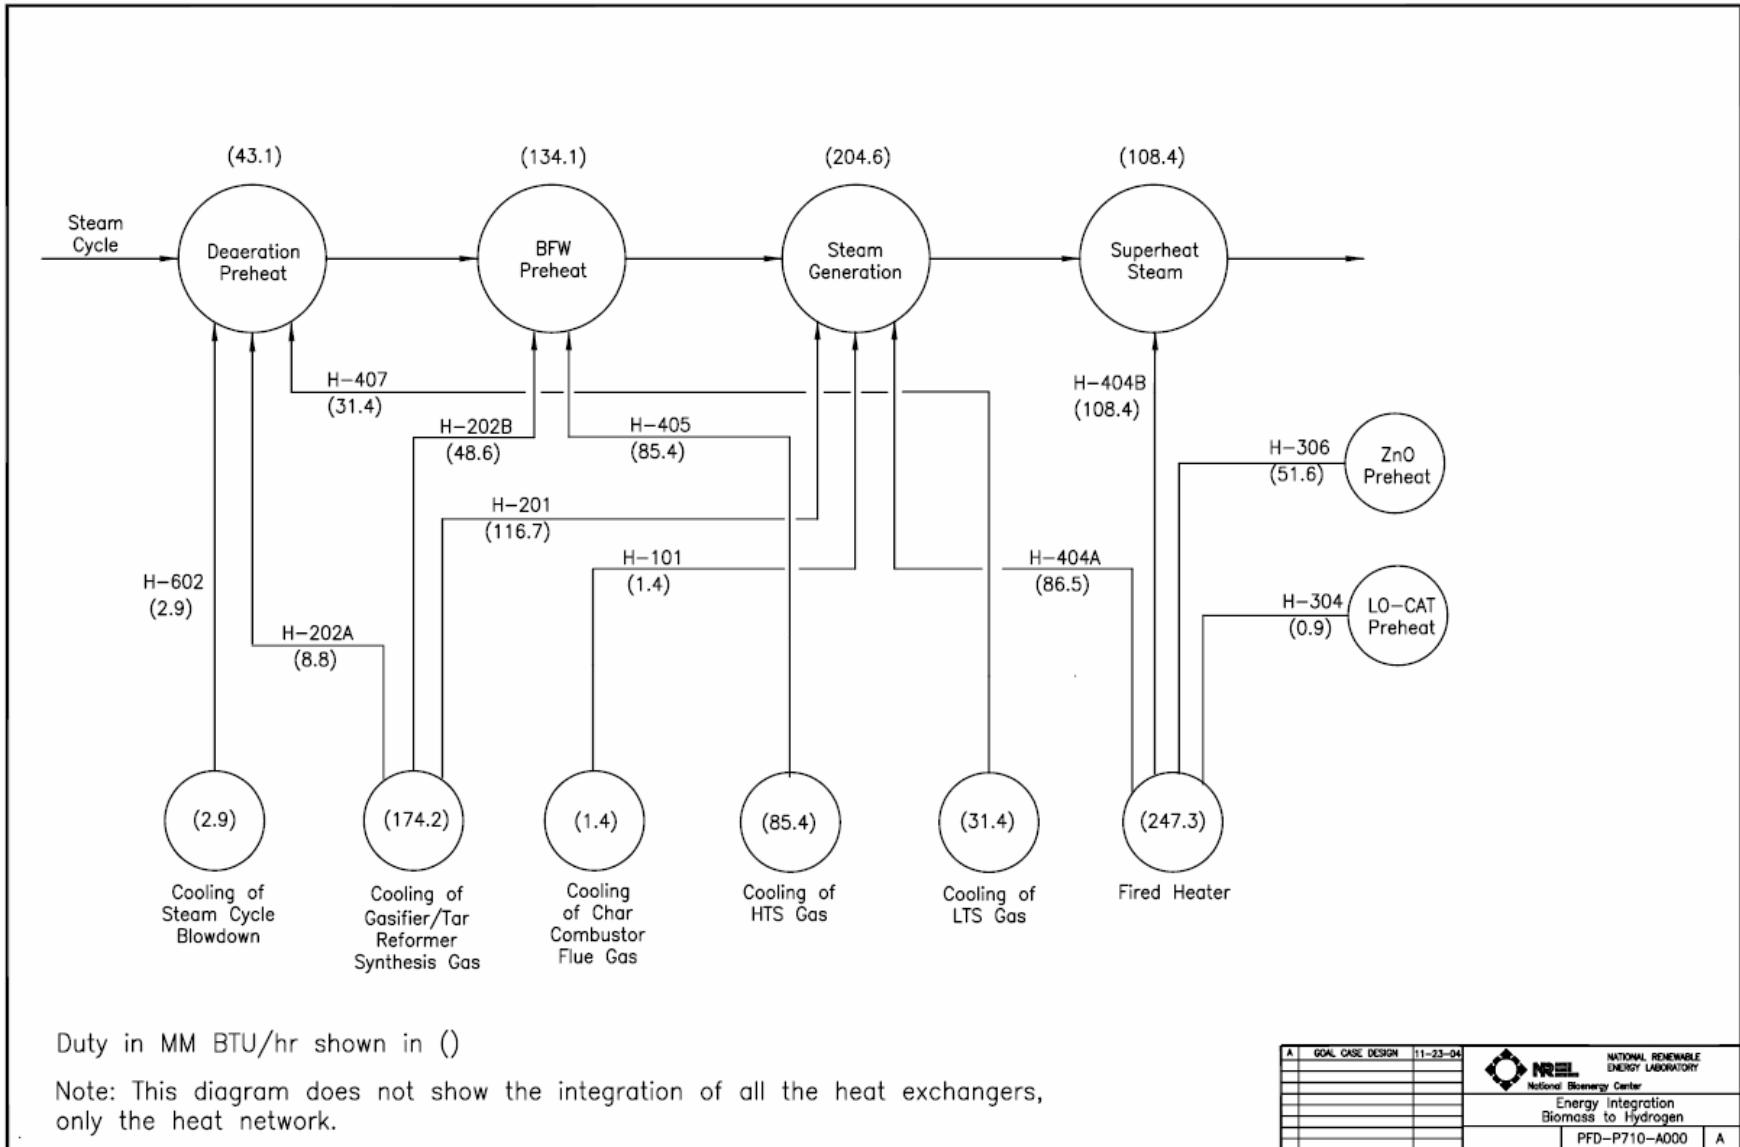 (43.1)
(134.1)
(204.6)
(108.4)
Steam
Cycle
Deaeration
Preheat
BFW
Preheat
Steam
Generation
Superheat
Steam
H-407
(31.4)
H-404B
(108.4)
H-202B
(48.6)
H-405
(85.4)
H-306
(51.6)
ZnO
Preheat
H-201
(116.7)
H-101
(1.4)
H-404A
(86.5)
H-602
(2.9)
H-304
(0.9)
LO-CAT
Preheat
H-202A
(8.8)
(2.9)
(174.2)
(1.4)
(85.4)
(31.4)
(247.3)
Cooling of
Steam Cycle
Blowdown
Cooling of
Gasifier/Tar
Reformer
Synthesis Gas
Cooling
of Char
Combustor
Flue Gas
Cooling of
HTS Gas
Cooling of
LTS Gas
Fired Heater
Duty in MM BTU/hr shown in ()
Note: This diagram does not show the integration of all the heat exchangers,
only the heat network.
A GOAL CASE DESIGN 11-23-04
NREL
NATIONAL RENEWABLE
ENERGY LABORATORY
National Bioenergy Center
Energy Integration
Biomass to Hydrogen
PFD-P710-A000 A